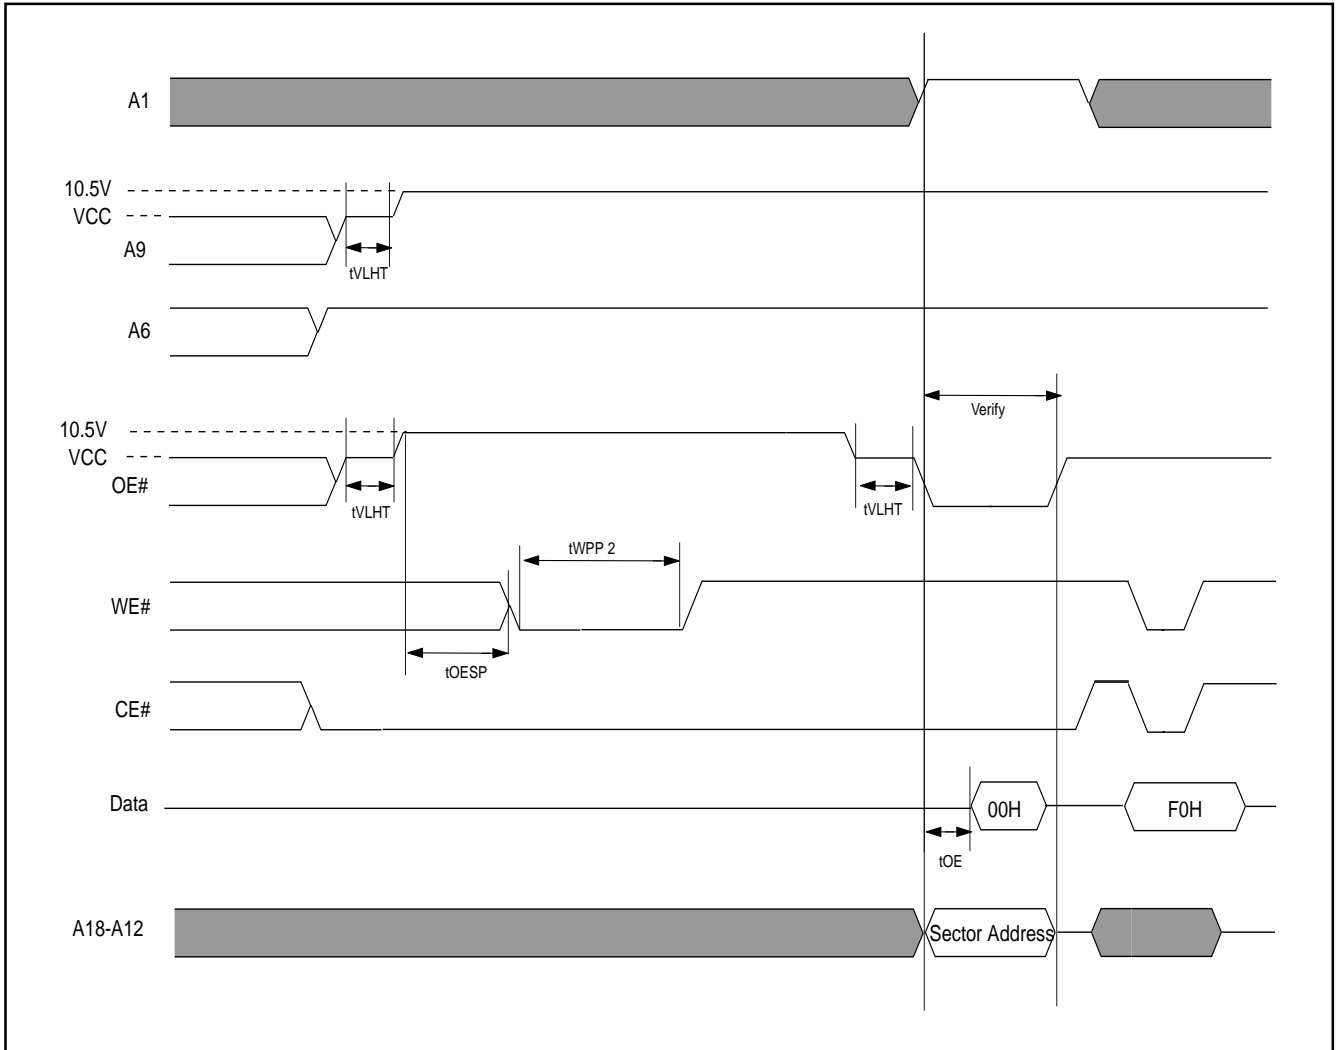 A1
10.5V
VCC
A9
tVLHT
A6
Verify
10.5V
VCC
OE#
tVLHT
tVLHT
tWPP 2
WE#
tOESP
CE#
Data
00H
F0H
tOE
A18-A12
Sector Address